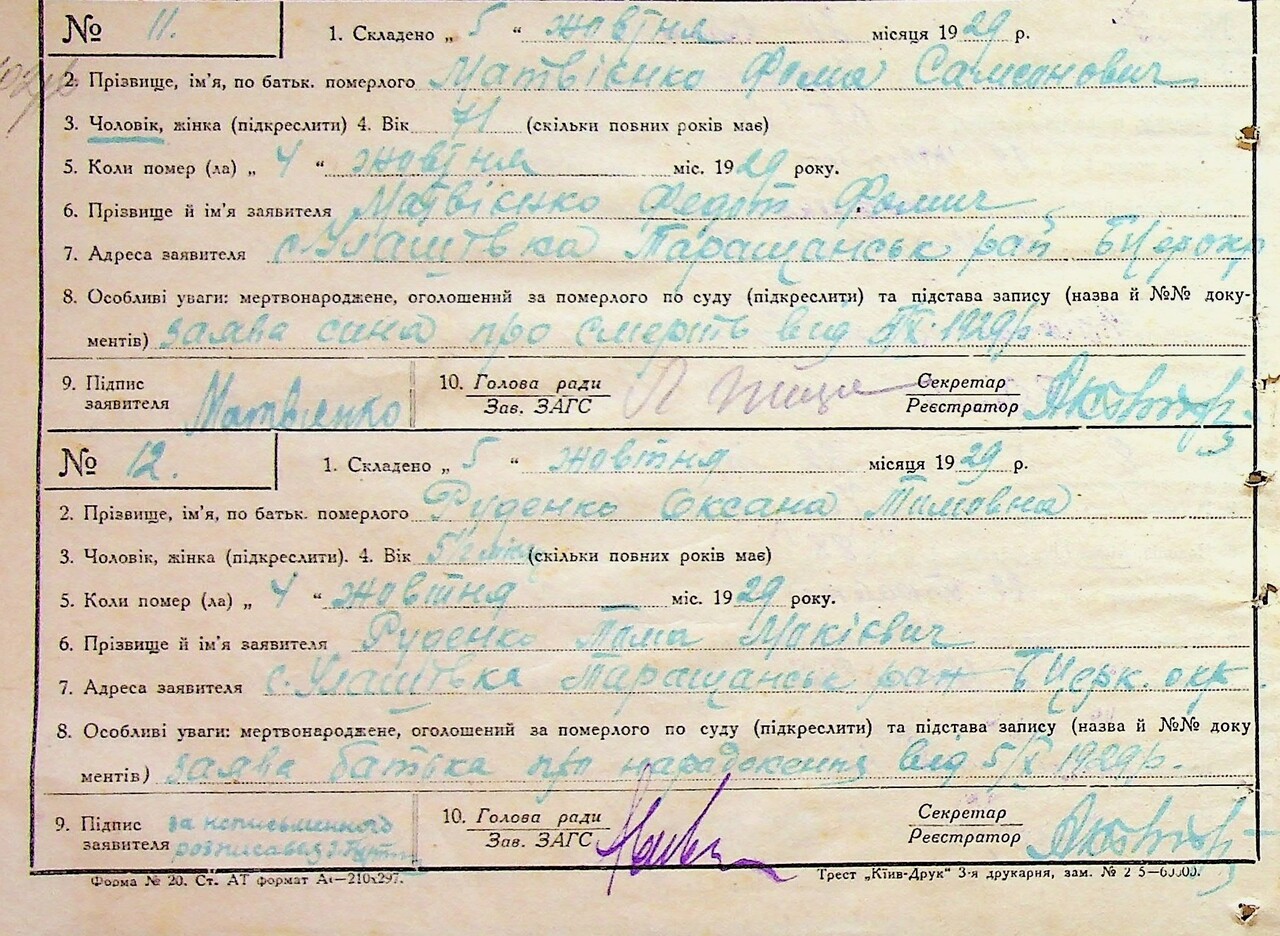 № 11. 1. Складено „ 5 “ жовтня місяця 1929 р.
2. Прізвище, ім'я, по батьк. померлого Матвієнко Фома Самсонович
3. Чоловік, жінка (підкреслити) 4. Вік 71 (скільки повних років має)
5. Коли помер (ла) „ 4 “ жовтня міс. 1929 року.
6. Прізвище й ім'я заявителя Матвієнко Федот Фомич
7. Адреса заявителя с. Улашівка Таращанськ рай БЦерокр
8. Особливі уваги: мертвонароджене, оголошений за померлого по суду (підкреслити) та підстава запису (назва й №№ доку-
ментів) заява сина про смерть від 5/X 1929 р.
9. Підпис заявителя Матвієнко 10. Голова ради Зав. ЗАГС Секретар Реєстратор
№ 12. 1. Складено „ 5 “ жовтня місяця 1929 р.
2. Прізвище, ім'я, по батьк. померлого Руденко Оксана Тимовна
3. Чоловік, жінка (підкреслити). 4. Вік 5 1/2 (скільки повних років має)
5. Коли помер (ла) „ 4 “ жовтня міс. 1929 року.
6. Прізвище й ім'я заявителя Руденко Тима Мокієвич
7. Адреса заявителя с. Улашівка Таращанськ рай БЦерк. окр.
8. Особливі уваги: мертвонароджене, оголошений за померлого по суду (підкреслити) та підстава запису (назва й №№ доку
ментів) заява батька про народження від 5/X 1929 р.
9. Підпис заявителя за неписьменного розписався 10. Голова ради Зав. ЗАГС Секретар Реєстратор
Форма № 20. Ст. АТ формат А4—210х297. Трест „Київ-Друк“ 3-я друкарня, зам. №